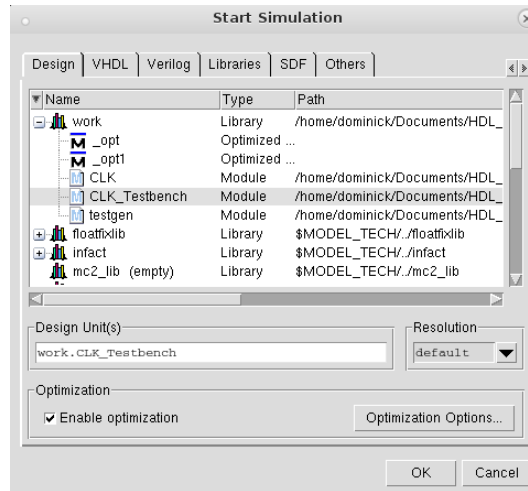 Start Simulation
Design VHDL Verilog Libraries SDF Others
Name Type Path
work Library /home/dominick/Documents/HDL_
_opt Optimized ...
_opt1 Optimized ...
CLK Module /home/dominick/Documents/HDL_
CLK_Testbench Module /home/dominick/Documents/HDL_
testgen Module /home/dominick/Documents/HDL_
floatfixlib Library $MODEL_TECH/../floatfixlib
infact Library $MODEL_TECH/../infact
mc2_lib (empty) Library $MODEL_TECH/../mc2_lib
Design Unit(s) Resolution
work.CLK_Testbench default
Optimization
Enable optimization Optimization Options...
OK Cancel